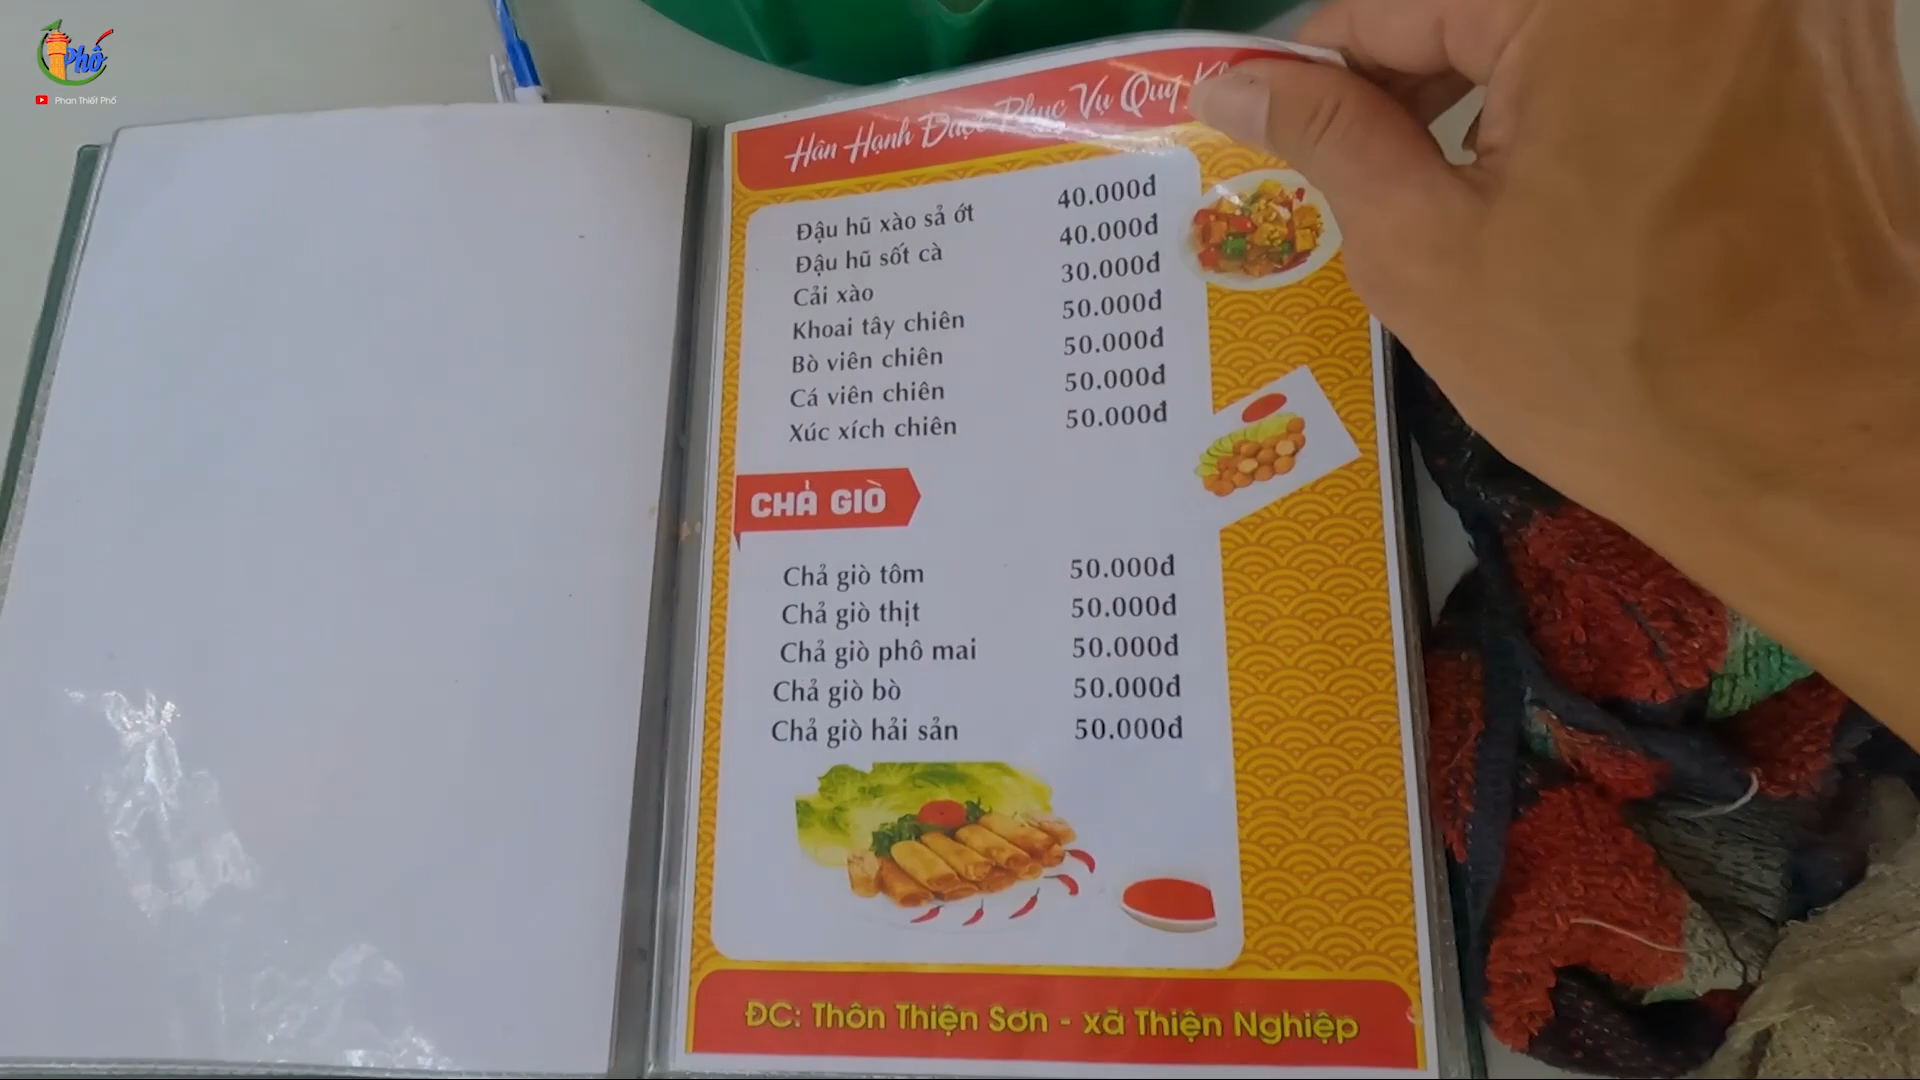 Phố
Phan Thiết Phố
Hân Hạnh Được Phục Vụ Quý
Đậu hũ xào sả ớt 40.000đ
Đậu hũ sốt cà 40.000đ
Cải xào 30.000đ
Khoai tây chiên 50.000đ
Bò viên chiên 50.000đ
Cá viên chiên 50.000đ
Xúc xích chiên 50.000đ
CHẢ GIÒ
Chả giò tôm 50.000đ
Chả giò thịt 50.000đ
Chả giò phô mai 50.000đ
Chả giò bò 50.000đ
Chả giò hải sản 50.000đ
ĐC: Thôn Thiện Sơn - xã Thiện Nghiệp